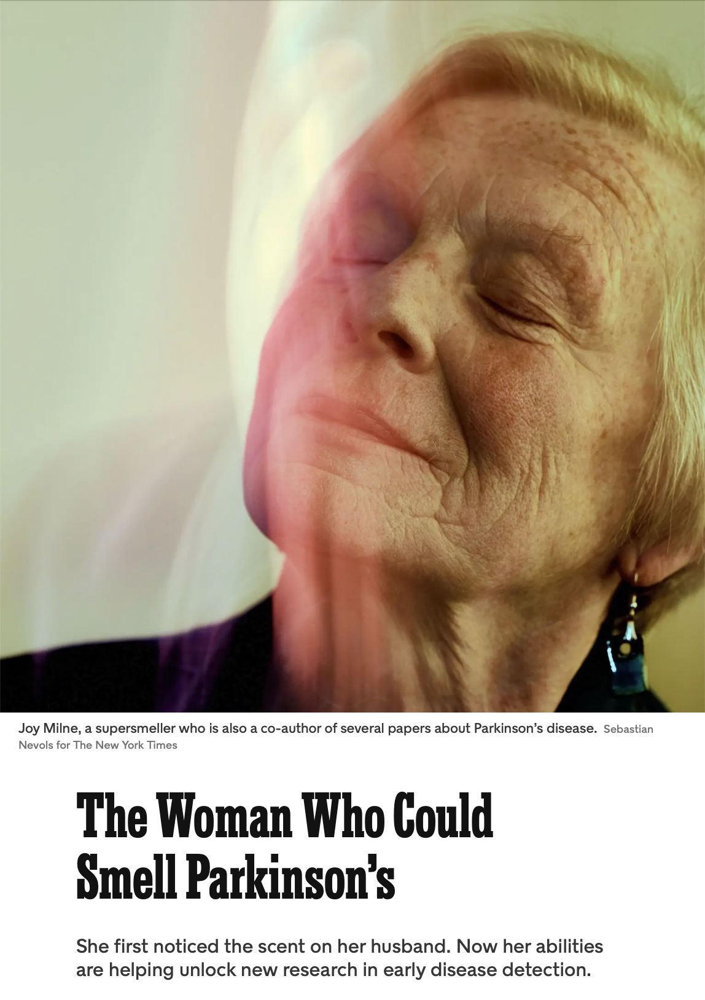 Joy Milne, a supersmeller who is also a co-author of several papers about Parkinson’s disease. Sebastian
Nevols for The New York Times
The Woman Who Could
Smell Parkinson’s
She first noticed the scent on her husband. Now her abilities
are helping unlock new research in early disease detection.